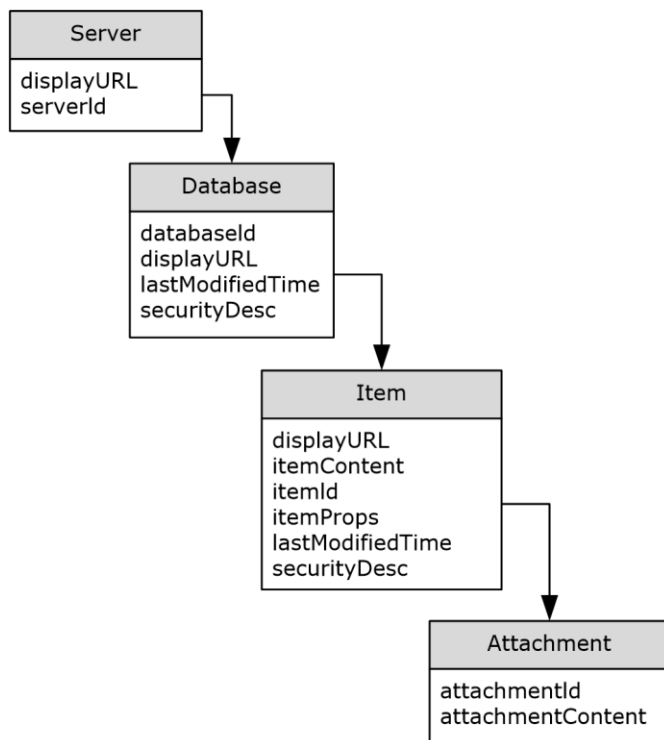 Server
displayURL
serverId
Database
databaseId
displayURL
lastModifiedTime
securityDesc
Item
displayURL
itemContent
itemId
itemProps
lastModifiedTime
securityDesc
Attachment
attachmentId
attachmentContent